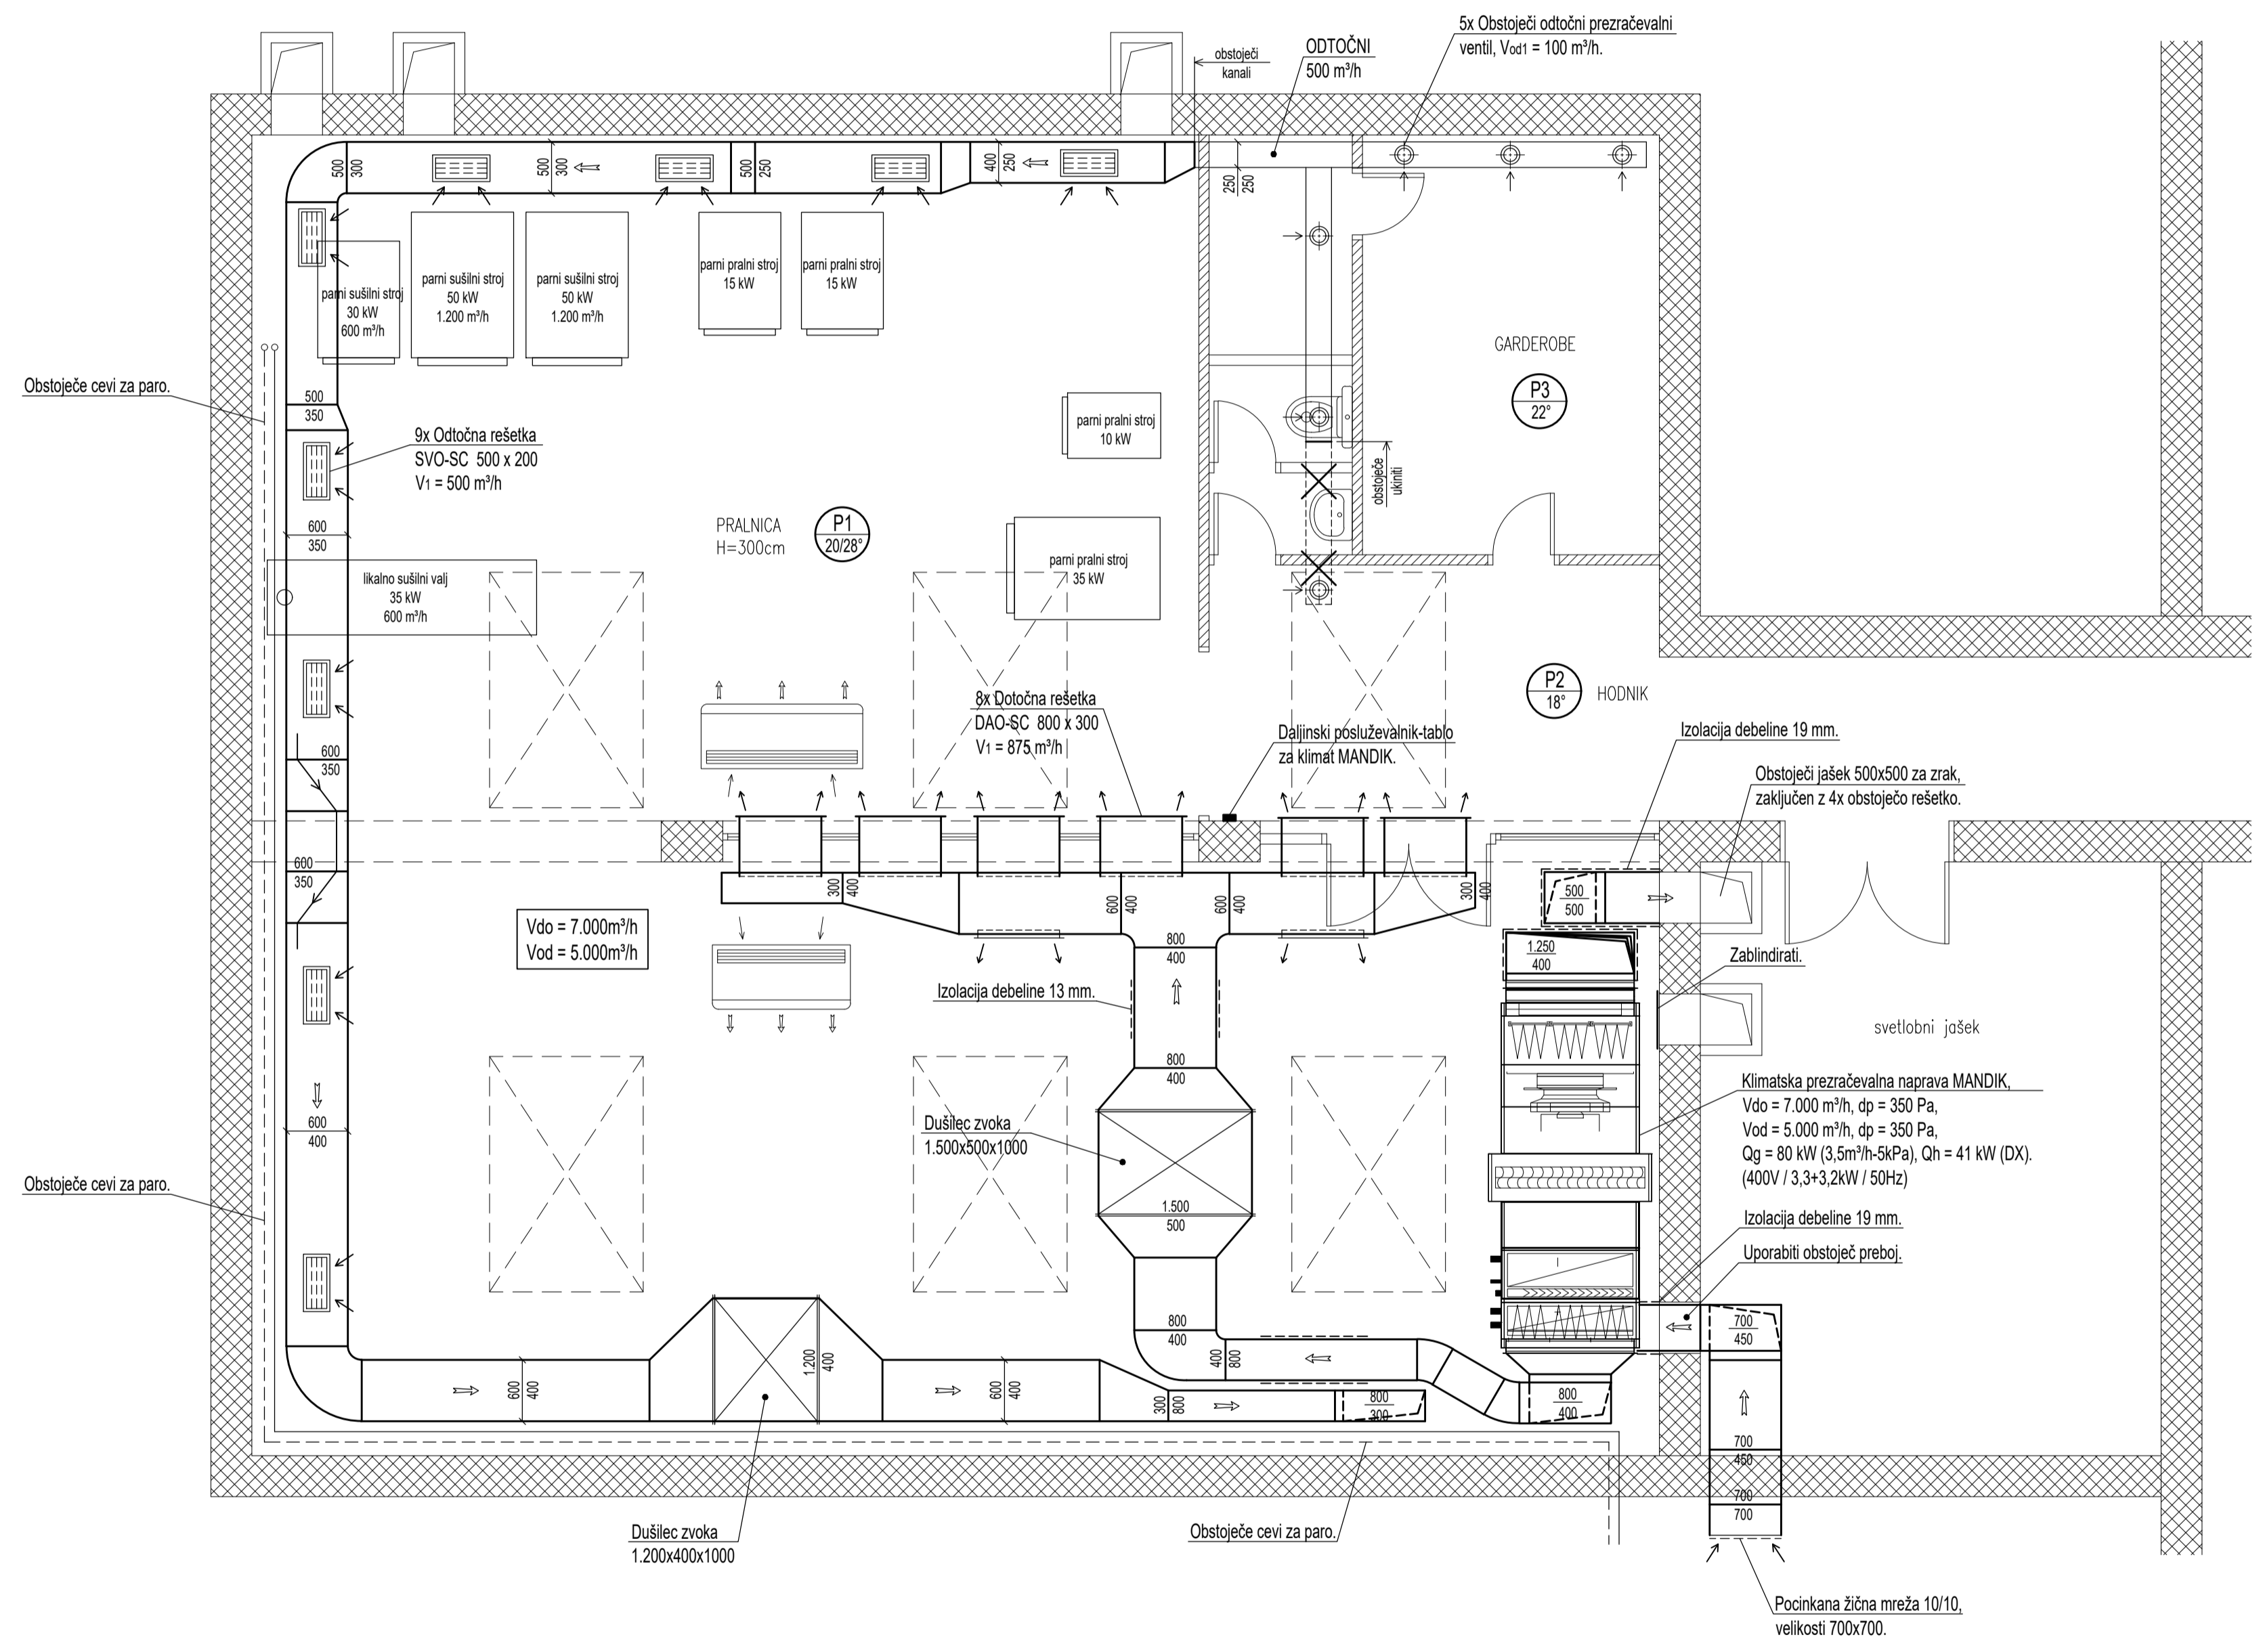 5x Obstoječi odtočni prezračevalni
ventil, Vod1 = 100 m³/h.
ODTOČNI
500 m³/h
obstoječi
kanali
500
300
500
300
500
250
400
250
250
250
parni sušilni stroj
30 kW
600 m³/h
parni sušilni stroj
50 kW
1.200 m³/h
parni sušilni stroj
50 kW
1.200 m³/h
parni pralni stroj
15 kW
parni pralni stroj
15 kW
GARDEROBE
P3
22°
Obstoječe cevi za paro.
500
350
9x Odtočna rešetka
SVO-SC 500 x 200
V1 = 500 m³/h
parni pralni stroj
10 kW
obstoječe
ukiniti
600
350
PRALNICA
H=300cm
P1
20/28°
parni pralni stroj
35 kW
likalno sušilni valj
35 kW
600 m³/h
P2
18°
HODNIK
8x Dotočna rešetka
DAO-SC 800 x 300
V1 = 875 m³/h
Daljinski posluževalnik-tablo
za klimat MANDIK.
Izolacija debeline 19 mm.
Obstoječi jašek 500x500 za zrak,
zaključen z 4x obstoječo rešetko.
600
350
600
350
300
400
600
400
600
400
300
400
500
500
Vdo = 7.000m³/h
Vod = 5.000m³/h
800
400
1.250
400
Zablindirati.
Izolacija debeline 13 mm.
svetlobni jašek
800
400
Klimatska prezračevalna naprava MANDIK,
Vdo = 7.000 m³/h, dp = 350 Pa,
Vod = 5.000 m³/h, dp = 350 Pa,
Qg = 80 kW (3,5m³/h-5kPa), Qh = 41 kW (DX).
(400V / 3,3+3,2kW / 50Hz)
600
400
Dušilec zvoka
1.500x500x1000
Obstoječe cevi za paro.
1.500
500
Izolacija debeline 19 mm.
Uporabiti obstoječ preboj.
800
400
700
450
400
800
1.200
400
600
400
600
400
300
800
800
300
800
400
700
450
700
700
Dušilec zvoka
1.200x400x1000
Obstoječe cevi za paro.
Pocinkana žična mreža 10/10,
velikosti 700x700.